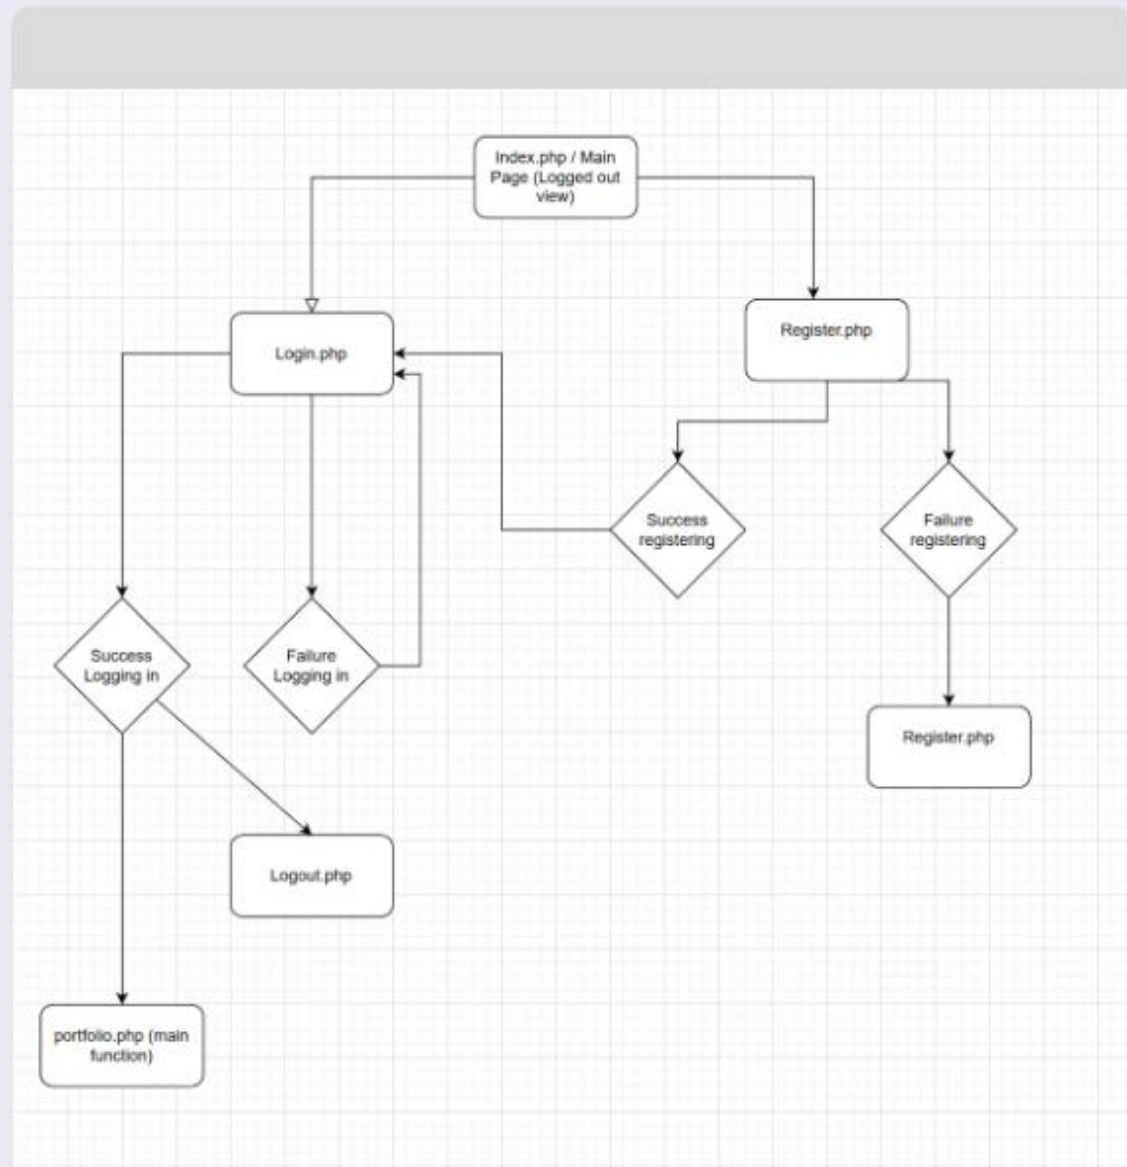 Index.php / Main
Page (Logged out
view)
Login.php
Register.php
Success
registering
Failure
registering
Success
Logging in
Failure
Logging in
Register.php
Logout.php
portfolio.php (main
function)